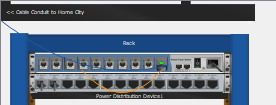 << Cable Conduit to Home City
Rack
Power Distribution Device1